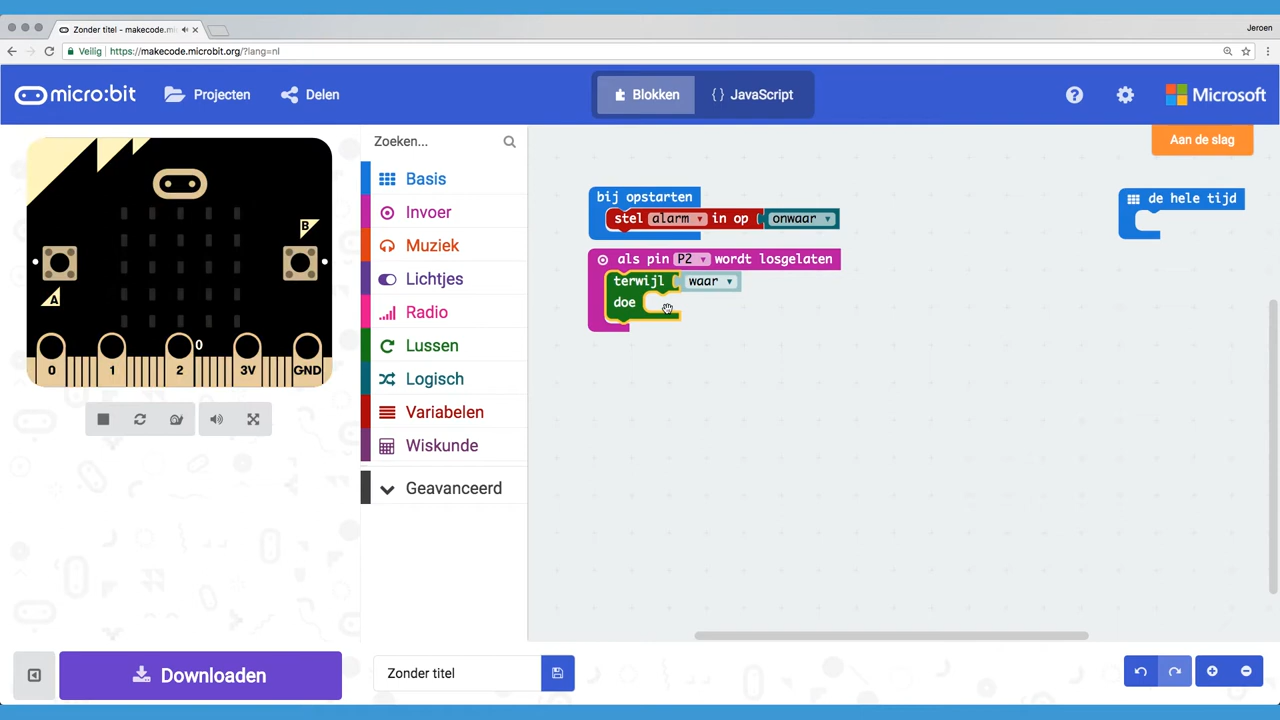 Zonder titel - makecode.mi
Jeroen
Veilig https://makecode.microbit.org/?lang=nl
micro:bit Projecten Delen Blokken {} JavaScript Microsoft
Zoeken...
Aan de slag
Basis
Invoer
Muziek
Lichtjes
Radio
Lussen
Logisch
Variabelen
Wiskunde
Geavanceerd
B
A
0
0 1 2 3V GND
bij opstarten
stel alarm in op onwaar
als pin P2 wordt losgelaten
terwijl waar
doe
de hele tijd
Downloaden
Zonder titel